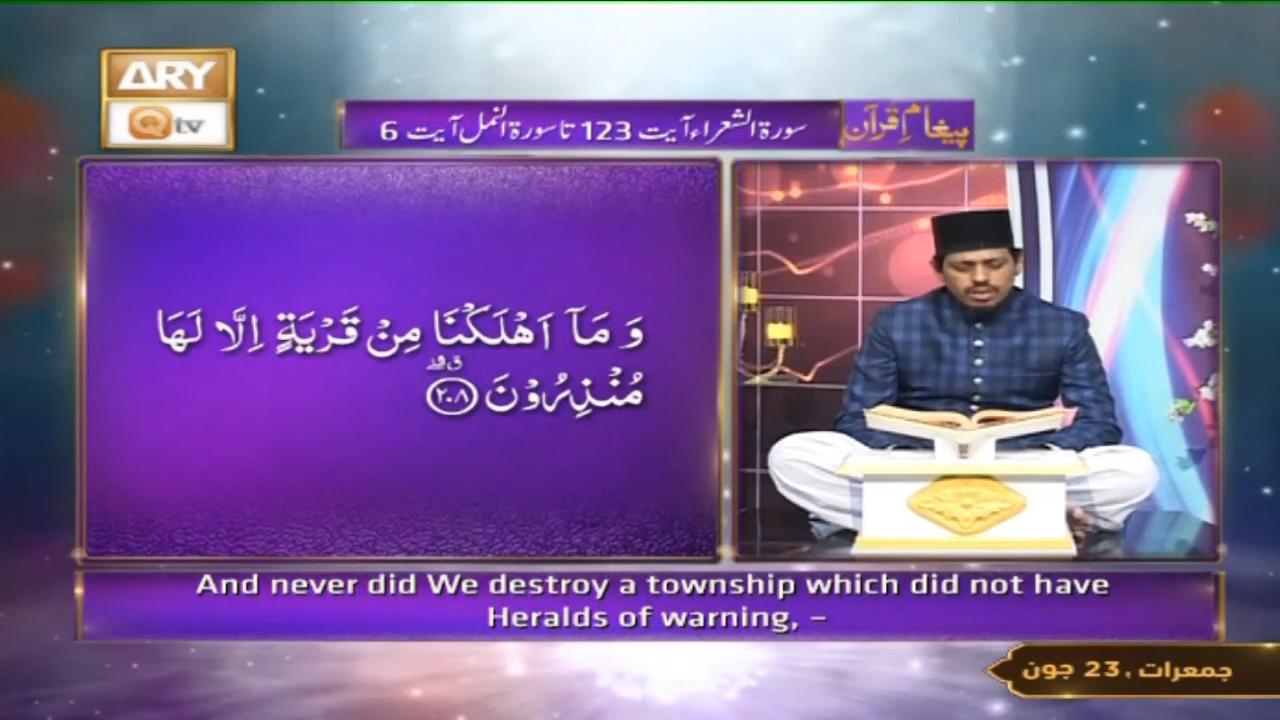 ARY
Qtv
پیغامِ قرآن
سورۃ الشعراء آیت 123 تا سورۃ النمل آیت 6
وَ مَاۤ اَهْلَكْنَا مِنْ قَرْیَةٍ اِلَّا لَهَا
مُنْذِرُوْنَ ﴿۲۰۸﴾
And never did We destroy a township which did not have
Heralds of warning, –
جمعرات، 23 جون